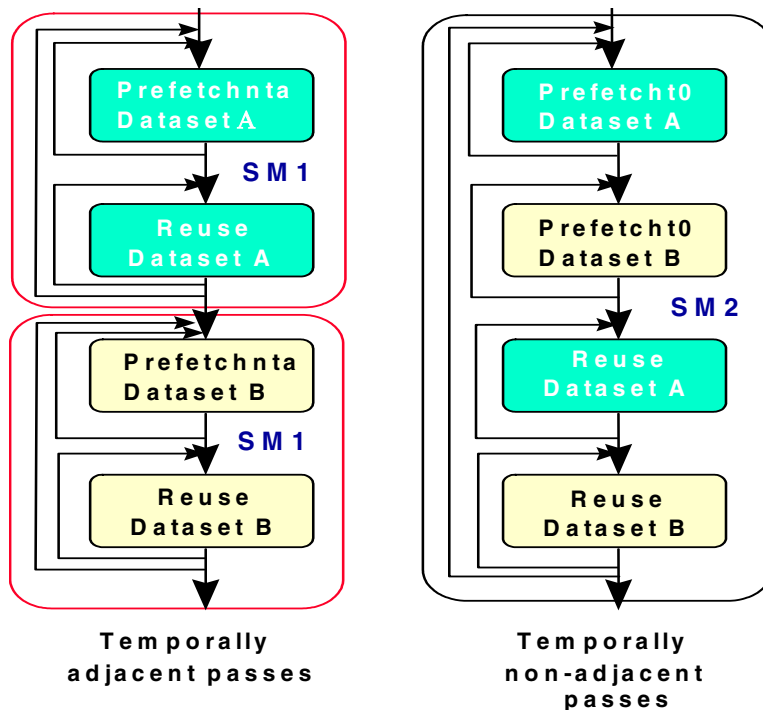 Prefetchnta
Dataset A
SM1
Reuse
Dataset A
Prefetchnta
Dataset B
SM1
Reuse
Dataset B
Temporally
adjacent passes
Prefetcht0
Dataset A
Prefetcht0
Dataset B
SM2
Reuse
Dataset A
Reuse
Dataset B
Temporally
non-adjacent
passes